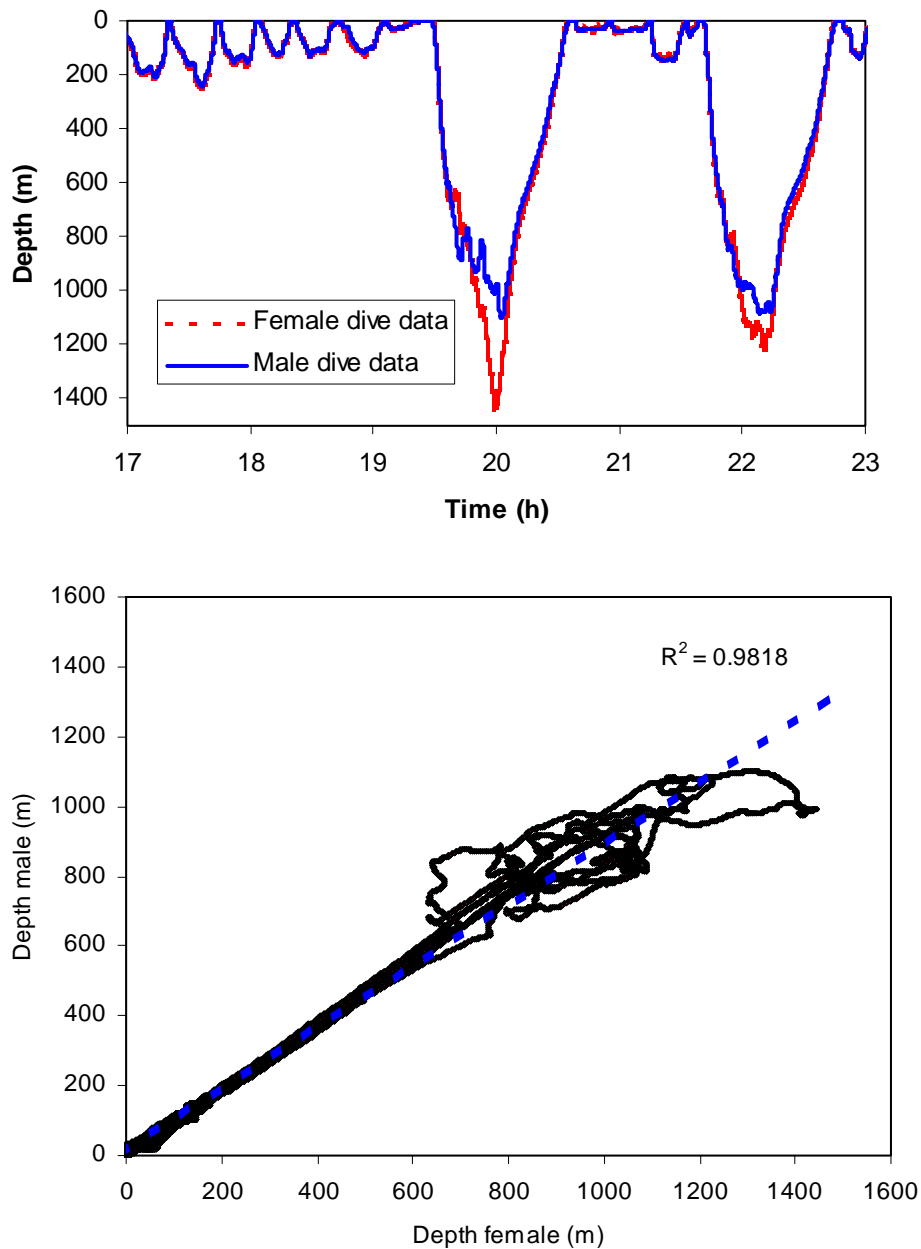 0
200
400
600
800
1000
1200
1400
Depth (m)
Female dive data
Male dive data
17 18 19 20 21 22 23
Time (h)
1600
1400
1200
1000
800
600
400
200
0
Depth male (m)
R² = 0.9818
0 200 400 600 800 1000 1200 1400 1600
Depth female (m)